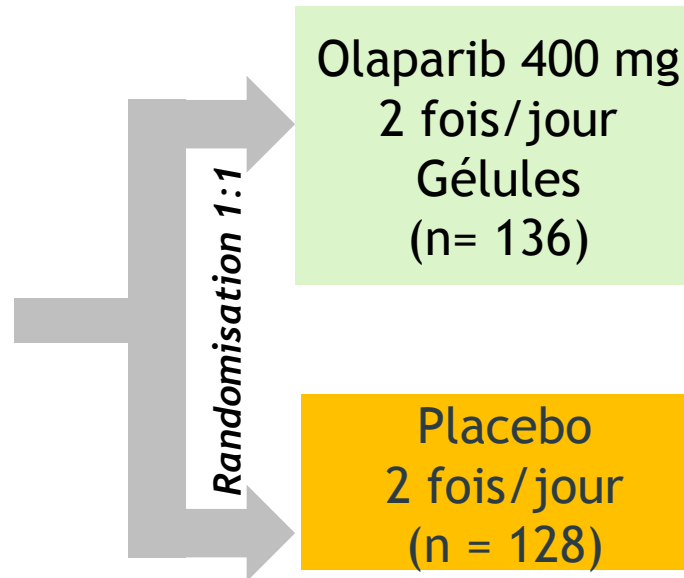 Olaparib 400 mg
2 fois/jour
Gélules
(n= 136)
Randomisation 1:1
Placebo
2 fois/jour
(n = 128)